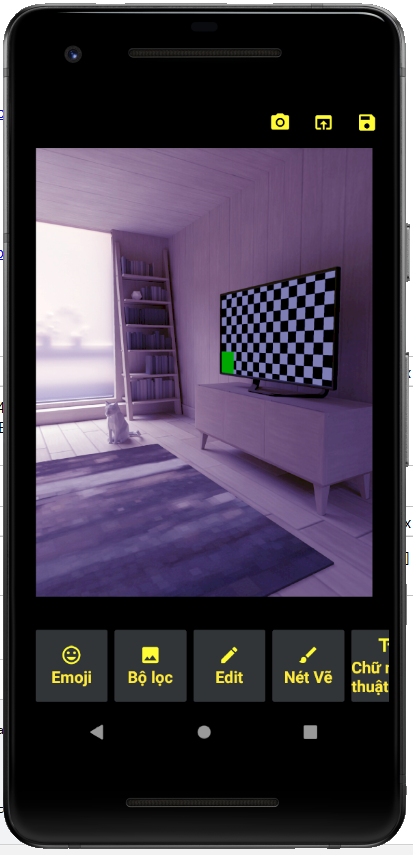 Emoji
Bộ lọc
Edit
Nét Vẽ
Chữ
thuật